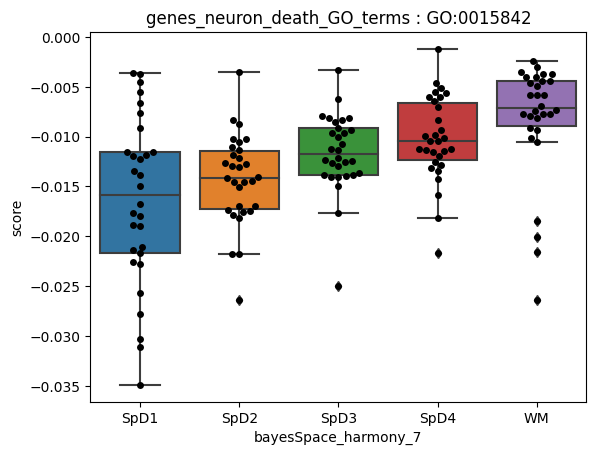 genes_neuron_death_GO_terms : GO:0015842
0.000
−0.005
−0.010
−0.015
−0.020
−0.025
−0.030
−0.035
score
SpD1 SpD2 SpD3 SpD4 WM
bayesSpace_harmony_7